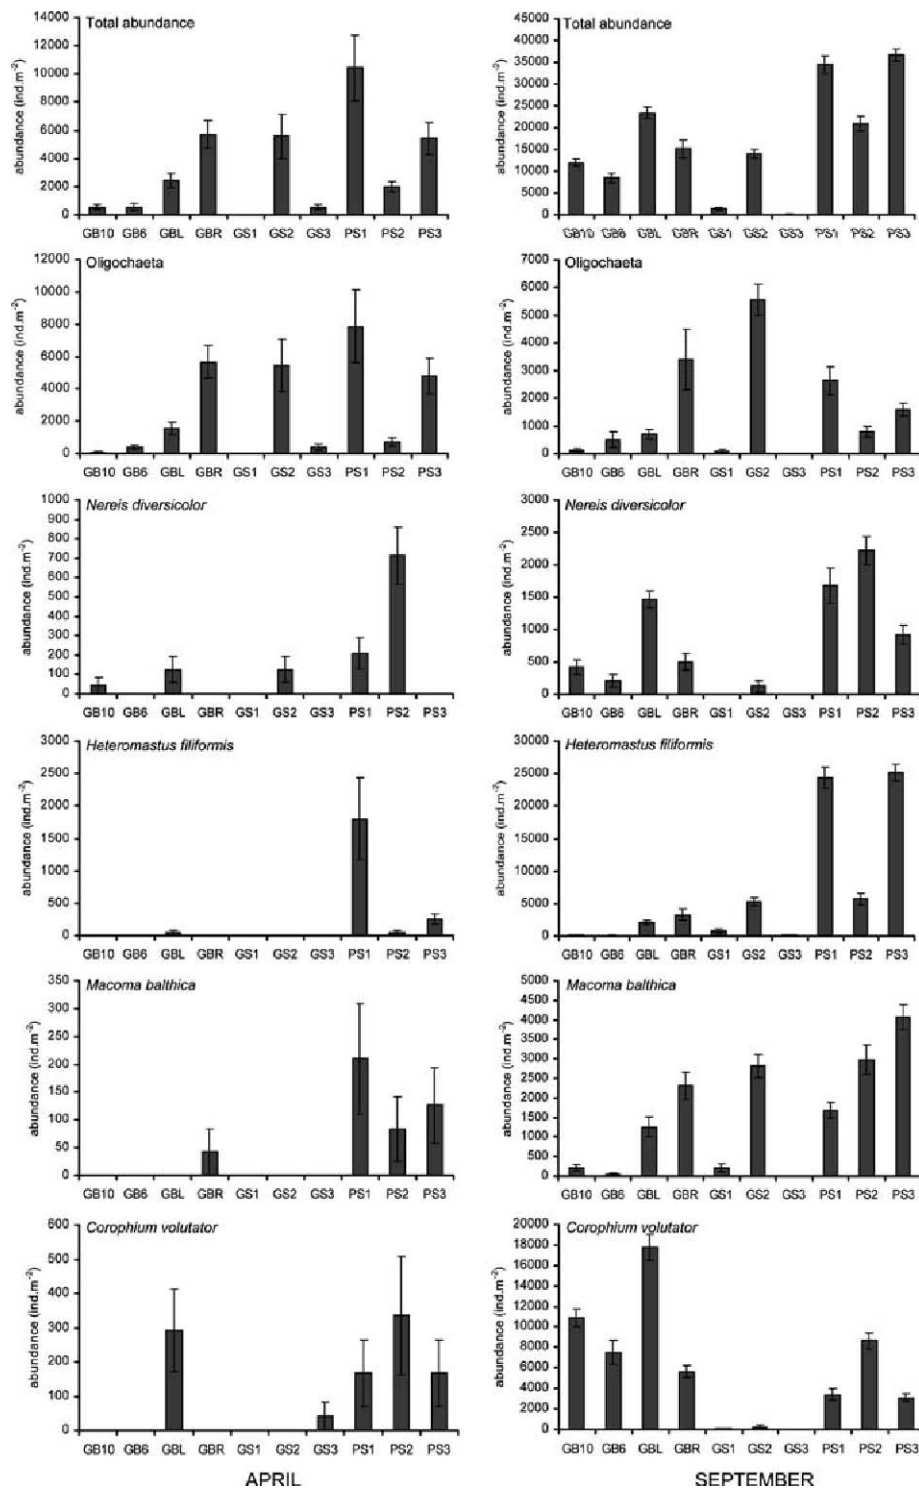 Total abundance
abundance (ind.m⁻²)
14000
12000
10000
8000
6000
4000
2000
0
GB10 GB6 GBL GBR GS1 GS2 GS3 PS1 PS2 PS3
Total abundance
abundance (ind.m⁻²)
45000
40000
35000
30000
25000
20000
15000
10000
5000
0
GB10 GB6 GBL GBR GS1 GS2 GS3 PS1 PS2 PS3
Oligochaeta
abundance (ind.m⁻²)
12000
10000
8000
6000
4000
2000
0
GB10 GB6 GBL GBR GS1 GS2 GS3 PS1 PS2 PS3
Oligochaeta
abundance (ind.m⁻²)
7000
6000
5000
4000
3000
2000
1000
0
GB10 GB6 GBL GBR GS1 GS2 GS3 PS1 PS2 PS3
Nereis diversicolor
abundance (ind.m⁻²)
1000
900
800
700
600
500
400
300
200
100
0
GB10 GB6 GBL GBR GS1 GS2 GS3 PS1 PS2 PS3
Nereis diversicolor
abundance (ind.m⁻²)
3000
2500
2000
1500
1000
500
0
GB10 GB6 GBL GBR GS1 GS2 GS3 PS1 PS2 PS3
Heteromastus filiformis
abundance (ind.m⁻²)
3000
2500
2000
1500
1000
500
0
GB10 GB6 GBL GBR GS1 GS2 GS3 PS1 PS2 PS3
Heteromastus filiformis
abundance (ind.m⁻²)
30000
25000
20000
15000
10000
5000
0
GB10 GB6 GBL GBR GS1 GS2 GS3 PS1 PS2 PS3
Macoma balthica
abundance (ind.m⁻²)
350
300
250
200
150
100
50
0
GB10 GB6 GBL GBR GS1 GS2 GS3 PS1 PS2 PS3
Macoma balthica
abundance (ind.m⁻²)
5000
4500
4000
3500
3000
2500
2000
1500
1000
500
0
GB10 GB6 GBL GBR GS1 GS2 GS3 PS1 PS2 PS3
Corophium volutator
abundance (ind.m⁻²)
600
500
400
300
200
100
0
GB10 GB6 GBL GBR GS1 GS2 GS3 PS1 PS2 PS3
Corophium volutator
abundance (ind.m⁻²)
20000
18000
16000
14000
12000
10000
8000
6000
4000
2000
0
GB10 GB6 GBL GBR GS1 GS2 GS3 PS1 PS2 PS3
APRIL
SEPTEMBER